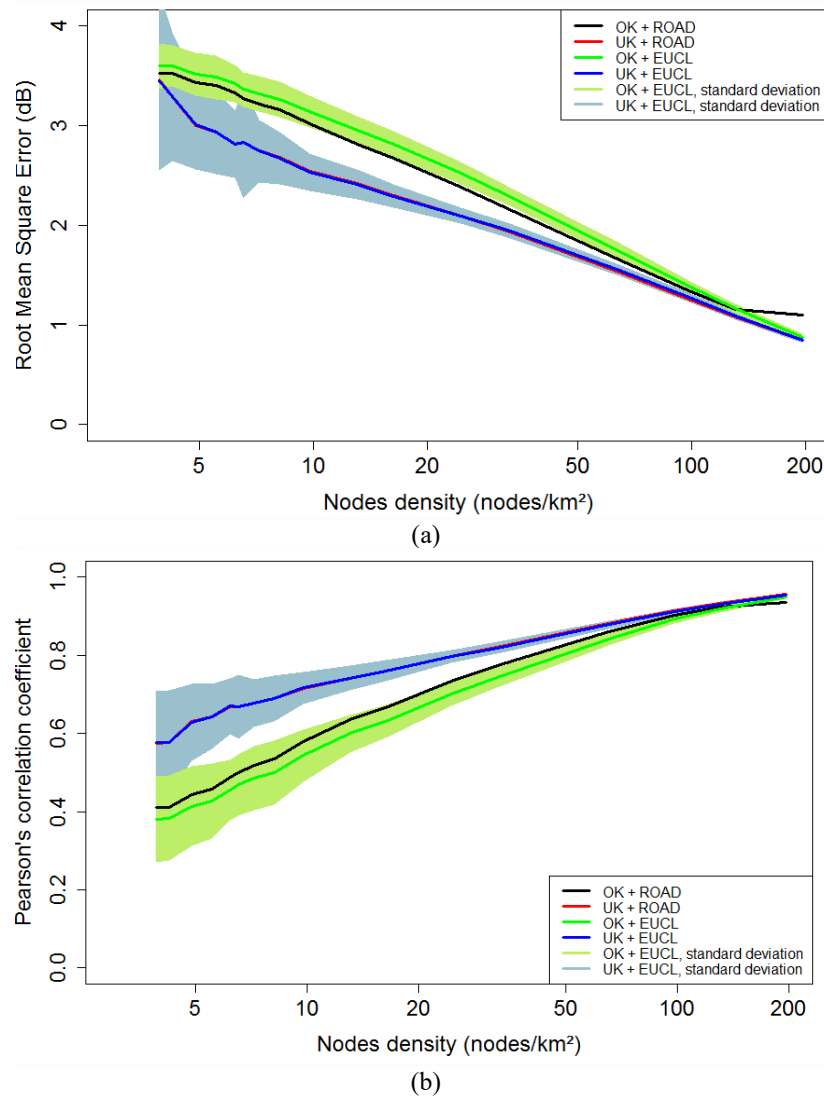 Root Mean Square Error (dB)
4
3
2
1
0
OK + ROAD
UK + ROAD
OK + EUCL
UK + EUCL
OK + EUCL, standard deviation
UK + EUCL, standard deviation
5 10 20 50 100 200
Nodes density (nodes/km²)
(a)
Pearson's correlation coefficient
1.0
0.8
0.6
0.4
0.2
0.0
OK + ROAD
UK + ROAD
OK + EUCL
UK + EUCL
OK + EUCL, standard deviation
UK + EUCL, standard deviation
5 10 20 50 100 200
Nodes density (nodes/km²)
(b)